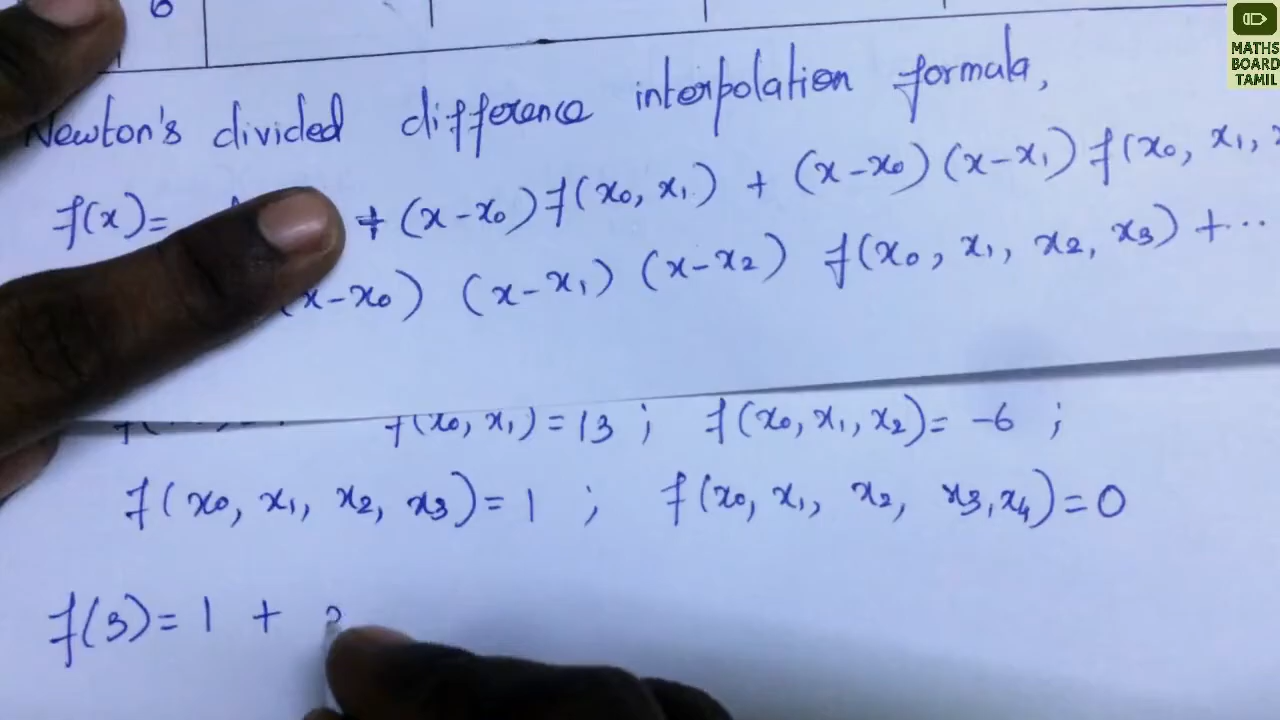 6
MATHS
BOARD
TAMIL
Newton's divided difference interpolation formula,
f(x)= + (x-x₀) f(x₀, x₁) + (x-x₀) (x-x₁) f(x₀, x₁,
(x-x₀) (x-x₁) (x-x₂) f(x₀, x₁, x₂, x₃) + ...
f(x₀, x₁) = 13 ; f(x₀, x₁, x₂) = -6 ;
f(x₀, x₁, x₂, x₃) = 1 ; f(x₀, x₁, x₂, x₃, x₄) = 0
f(3) = 1 +